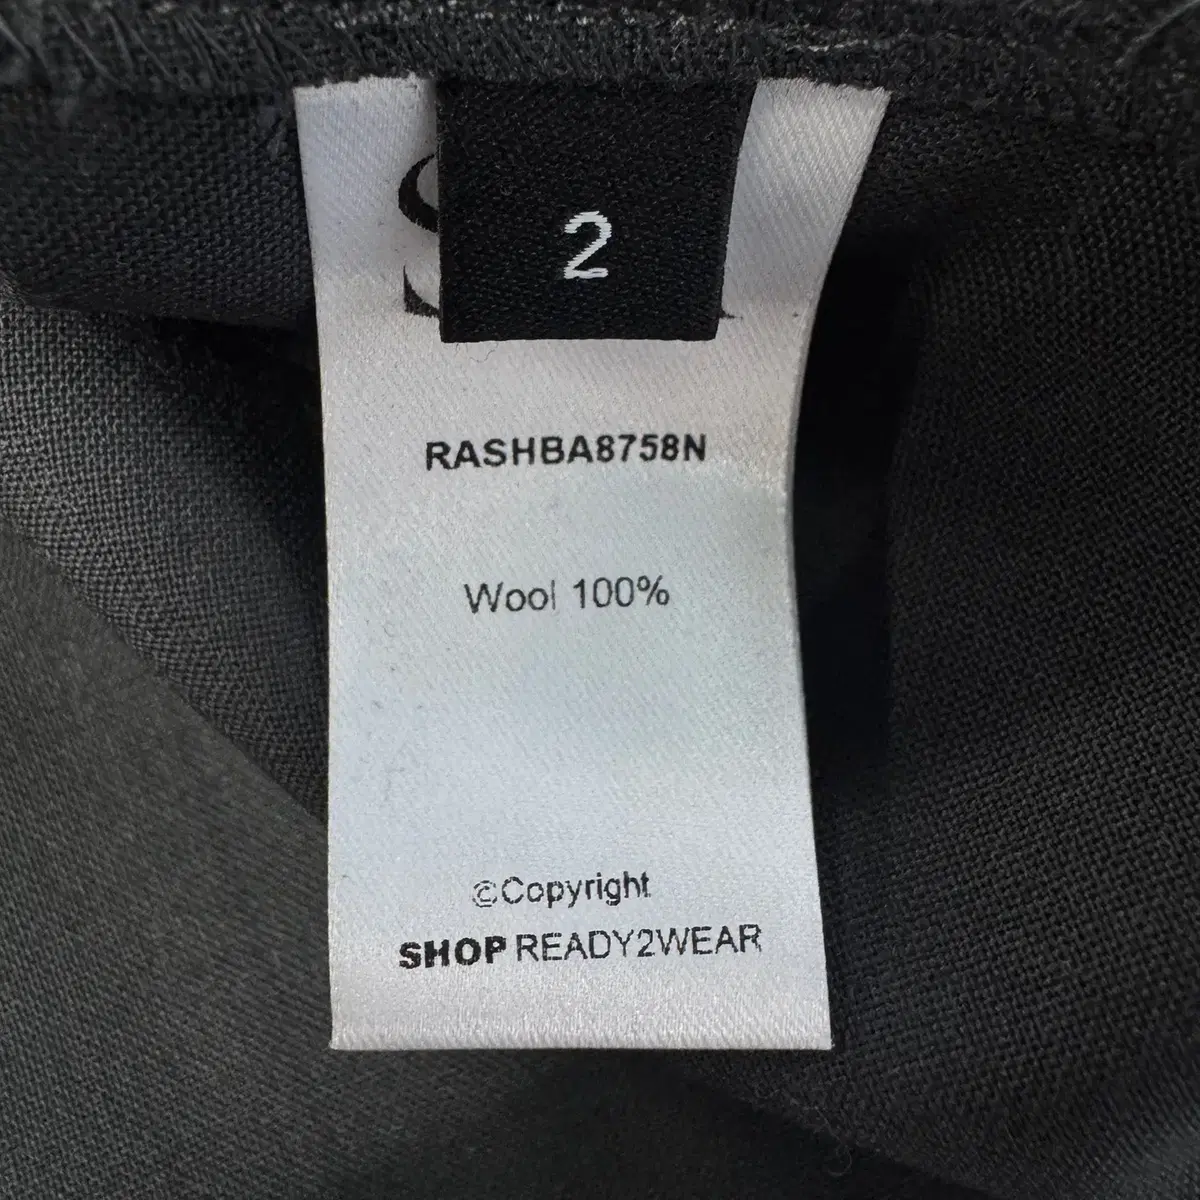 2
RASHBA8758N
Wool 100%
©Copyright
SHOP READY2WEAR